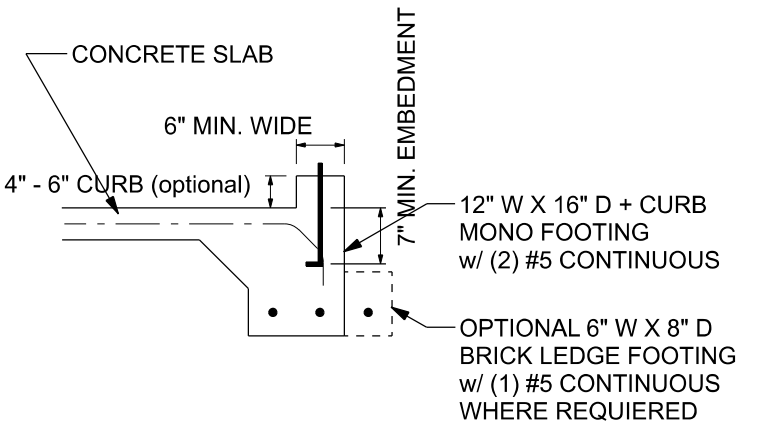 CONCRETE SLAB
6" MIN. WIDE
7" MIN. EMBEDMENT
4" - 6" CURB (optional)
12" W X 16" D + CURB
MONO FOOTING
w/ (2) #5 CONTINUOUS
OPTIONAL 6" W X 8" D
BRICK LEDGE FOOTING
w/ (1) #5 CONTINUOUS
WHERE REQUIERED